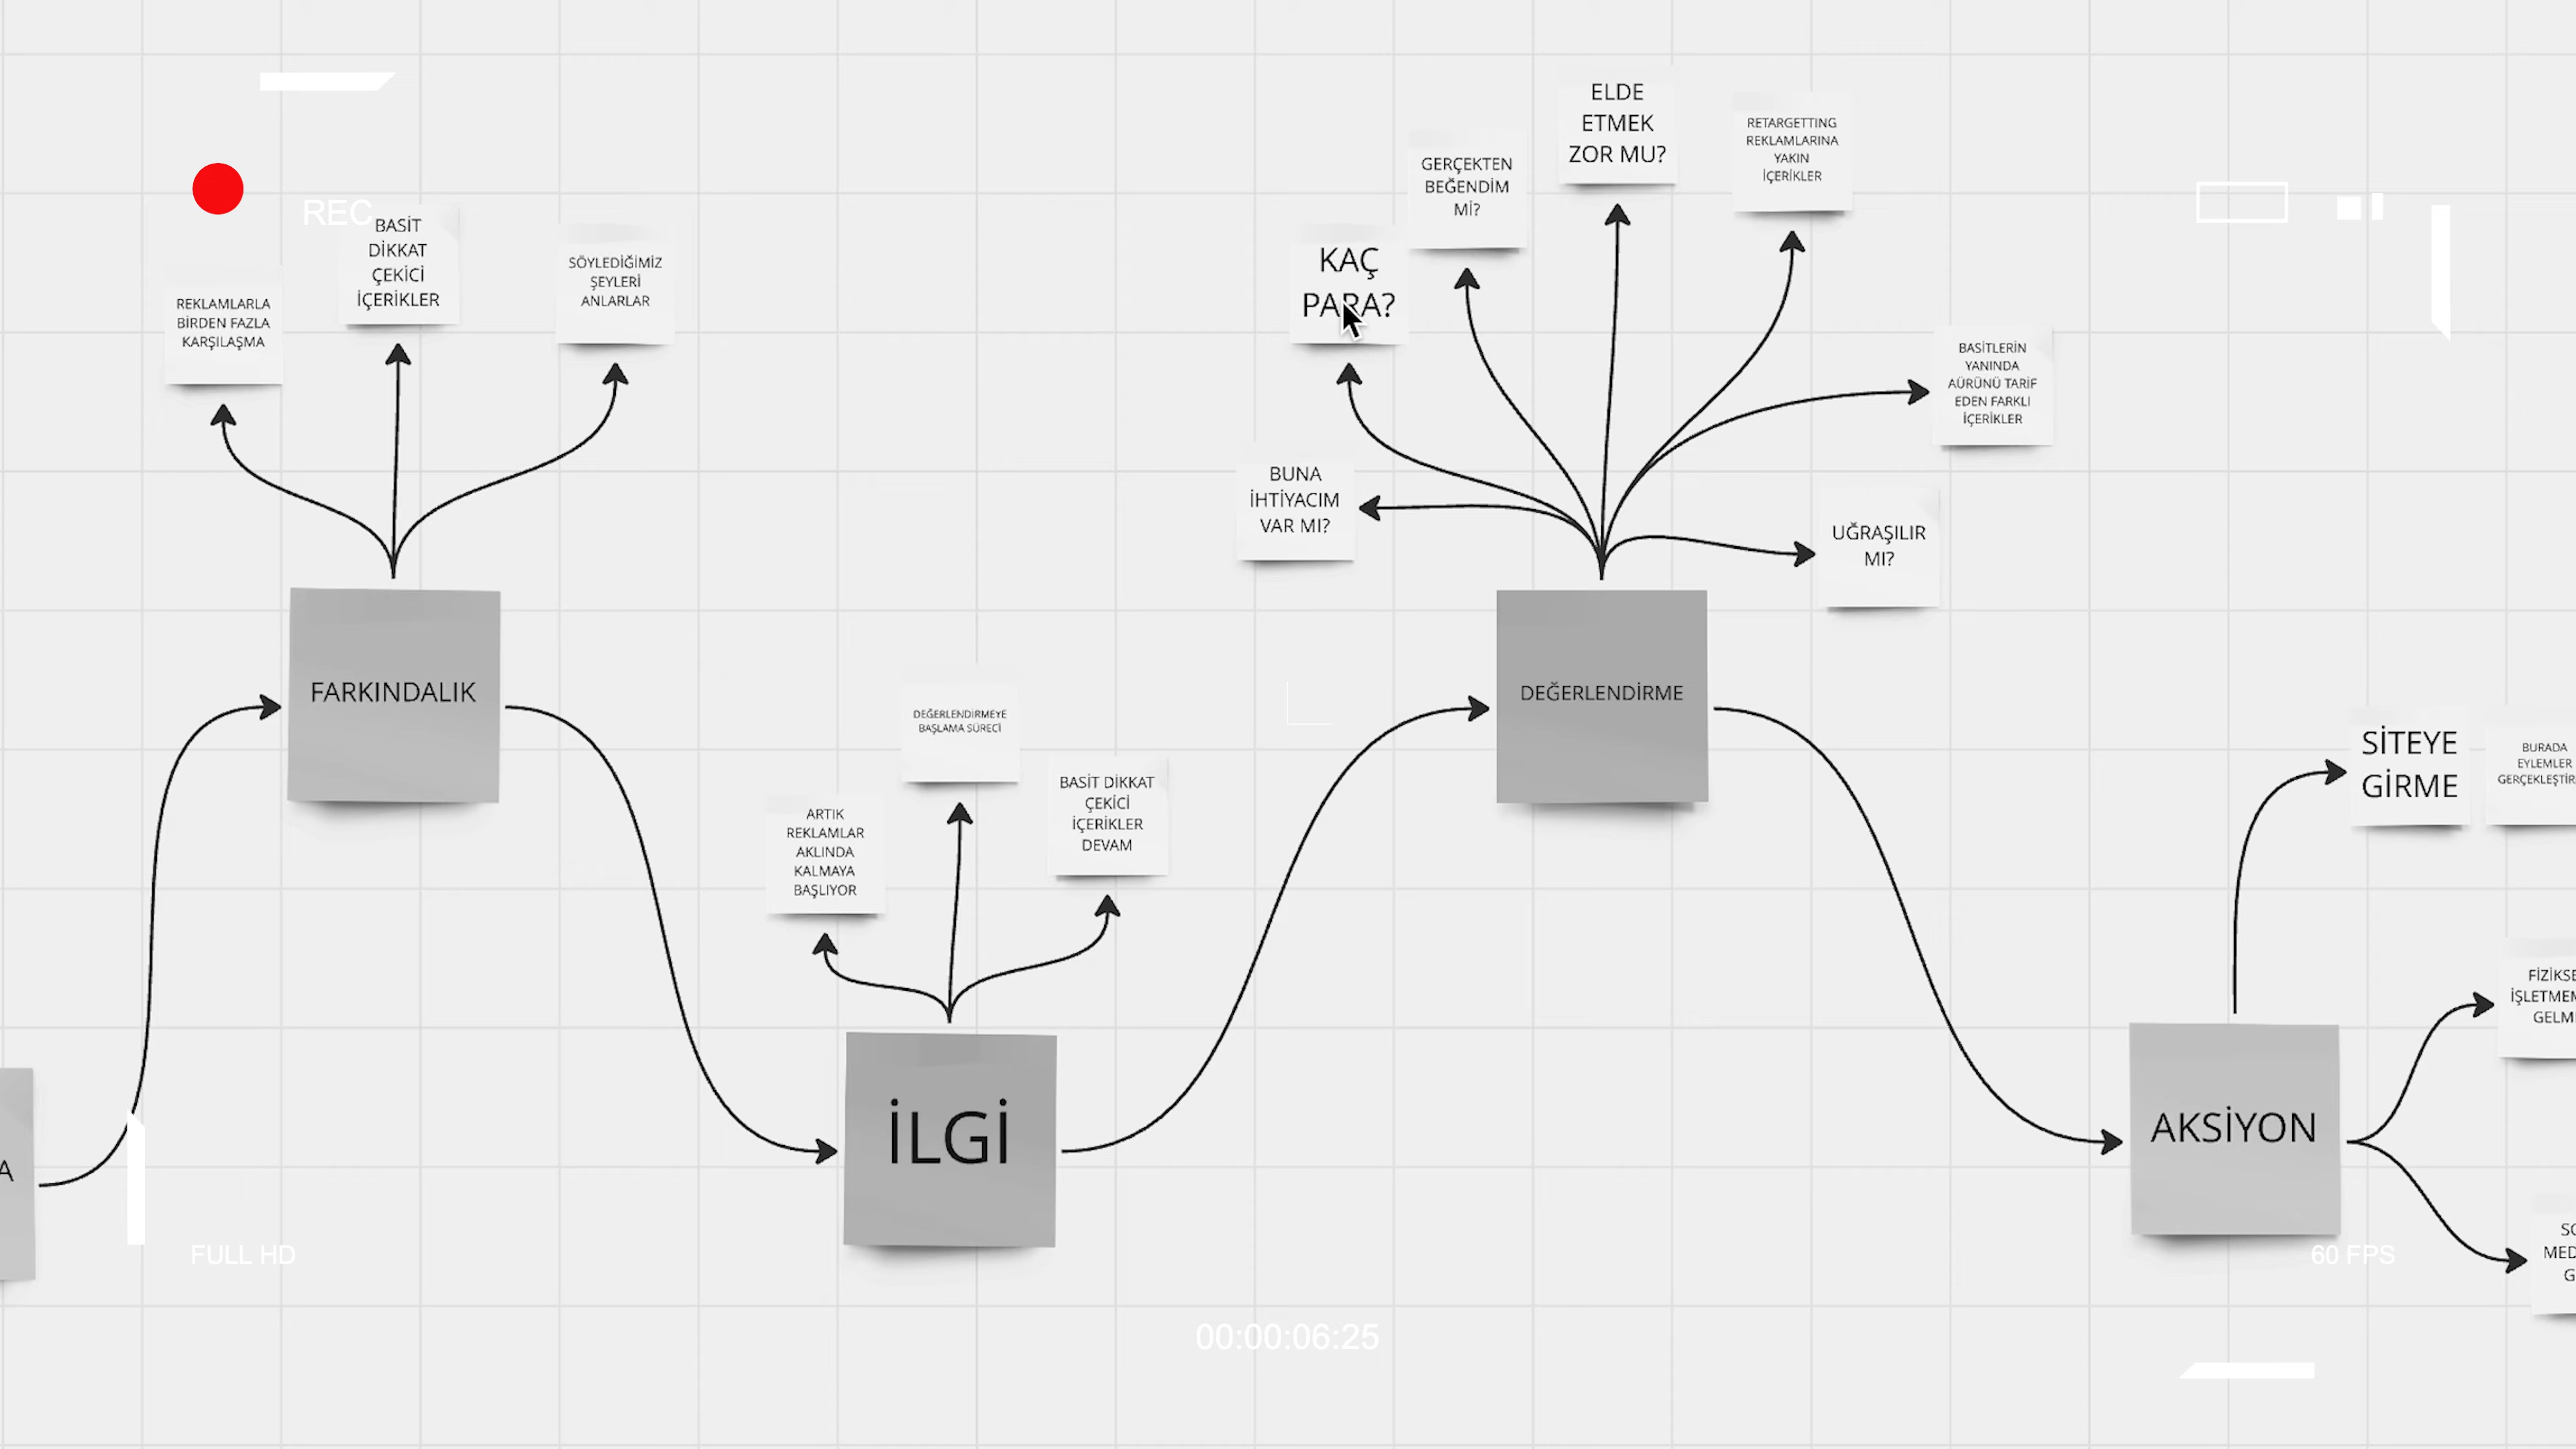 REC
REKLAMLARLA
BİRDEN FAZLA
KARŞILAŞMA
BASİT
DİKKAT
ÇEKİCİ
İÇERİKLER
SÖYLEDİĞİMİZ
ŞEYLERİ
ANLARLAR
FARKINDALIK
ARTIK
REKLAMLAR
AKLINDA
KALMAYA
BAŞLIYOR
DEĞERLENDİRMEYE
BAŞLAMA SÜRECİ
BASİT DİKKAT
ÇEKİCİ
İÇERİKLER
DEVAM
İLGİ
BUNA
İHTİYACIM
VAR MI?
KAÇ
PARA?
GERÇEKTEN
BEĞENDİM
Mİ?
ELDE
ETMEK
ZOR MU?
RETARGETTING
REKLAMLARINA
YAKIN
İÇERİKLER
BASİTLERİN
YANINDA
AÜRÜNÜ TARİF
EDEN FARKLI
İÇERİKLER
UĞRAŞILIR
MI?
DEĞERLENDİRME
SİTEYE
GİRME
BURADA
EYLEMLER
AKSİYON
FULL HD
60 FPS
00:00:06:25